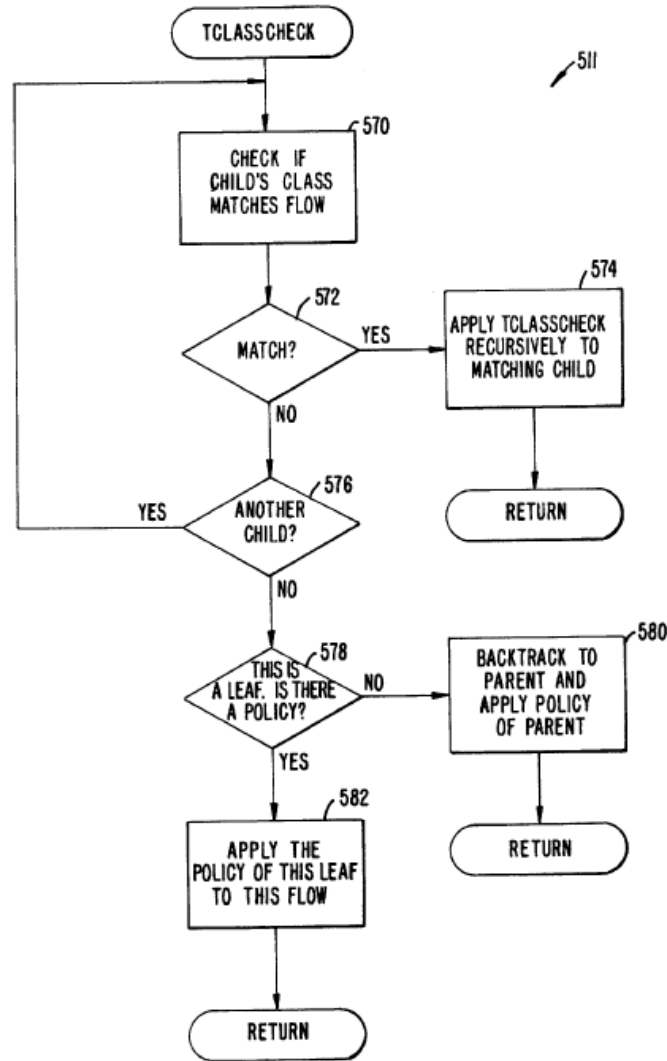 TCLASSCHECK
511
570
CHECK IF
CHILD'S CLASS
MATCHES FLOW
572
MATCH?
YES
NO
574
APPLY TCLASSCHECK
RECURSIVELY TO
MATCHING CHILD
RETURN
576
ANOTHER
CHILD?
YES
NO
578
THIS IS
A LEAF. IS THERE
A POLICY?
NO
YES
580
BACKTRACK TO
PARENT AND
APPLY POLICY
OF PARENT
RETURN
582
APPLY THE
POLICY OF THIS LEAF
TO THIS FLOW
RETURN